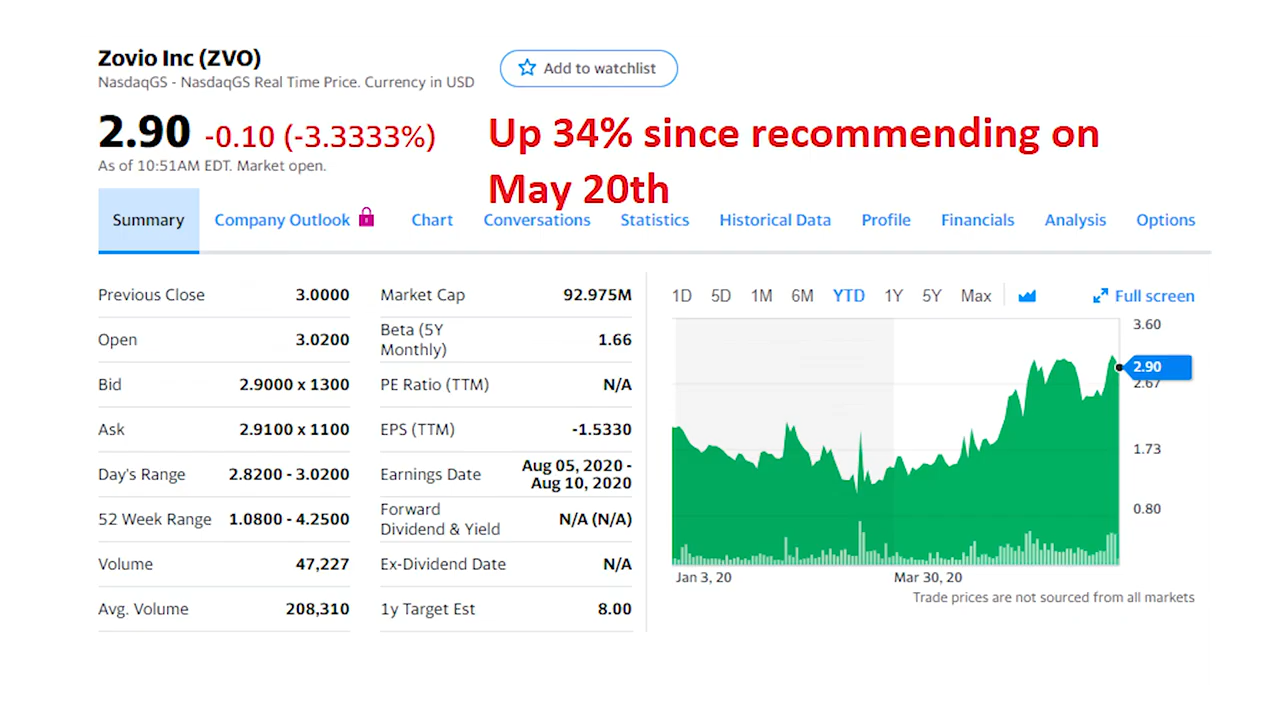 Zovio Inc (ZVO)
NasdaqGS - NasdaqGS Real Time Price. Currency in USD
Add to watchlist
2.90 -0.10 (-3.3333%)
As of 10:51AM EDT. Market open.
Up 34% since recommending on
May 20th
Summary Company Outlook Chart Conversations Statistics Historical Data Profile Financials Analysis Options
Previous Close 3.0000
Open 3.0200
Bid 2.9000 x 1300
Ask 2.9100 x 1100
Day's Range 2.8200 - 3.0200
52 Week Range 1.0800 - 4.2500
Volume 47,227
Avg. Volume 208,310
Market Cap 92.975M
Beta (5Y
Monthly) 1.66
PE Ratio (TTM) N/A
EPS (TTM) -1.5330
Earnings Date Aug 05, 2020 -
Aug 10, 2020
Forward
Dividend & Yield N/A (N/A)
Ex-Dividend Date N/A
1y Target Est 8.00
1D 5D 1M 6M YTD 1Y 5Y Max Full screen
3.60
2.90
2.67
1.73
0.80
Jan 3, 20 Mar 30, 20
Trade prices are not sourced from all markets